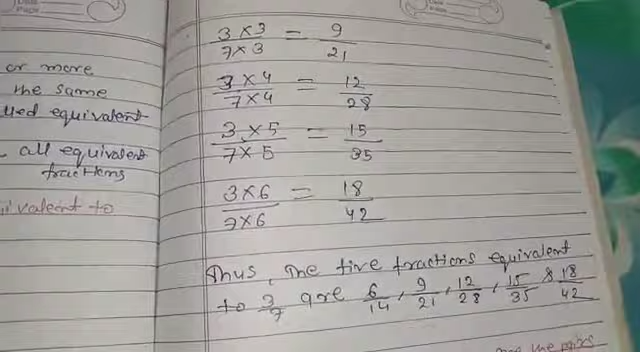 or more
the same
equivalent
all equivalent
fractions
to
3×3/7×3 = 9/21
3×4/7×4 = 12/28
3×5/7×5 = 15/35
3×6/7×6 = 18/42
Thus, the five fractions equivalent
to 3/7 are 6/14, 9/21, 12/28, 15/35 & 18/42
the pairs